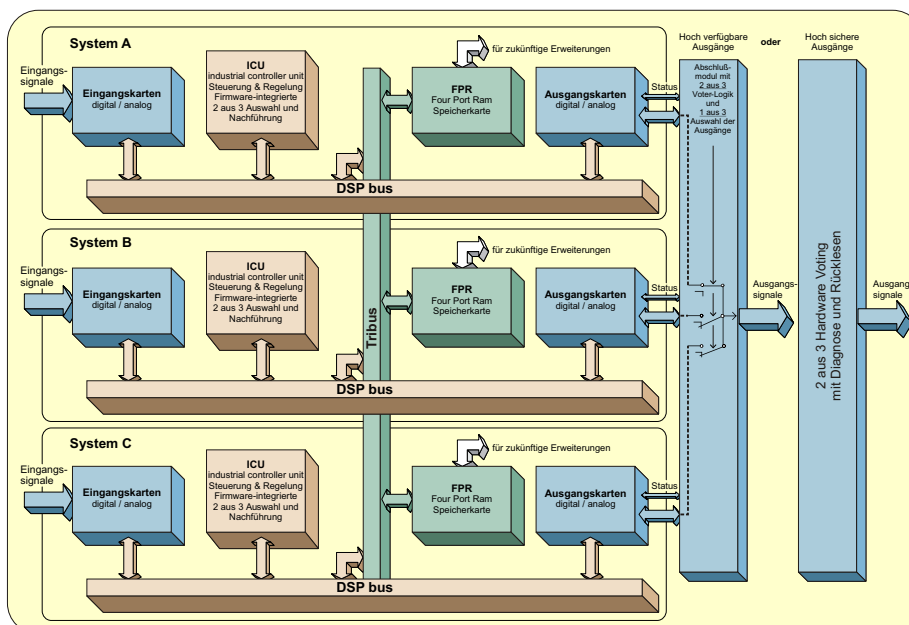 System A
Eingangs-
signale
Eingangskarten
digital / analog
ICU
industrial controller unit
Steuerung & Regelung
Firmware-integrierte
2 aus 3 Auswahl und
Nachführung
für zukünftige Erweiterungen
FPR
Four Port Ram
Speicherkarte
Ausgangskarten
digital / analog
Status
DSP bus
System B
Eingangs-
signale
Eingangskarten
digital / analog
ICU
industrial controller unit
Steuerung & Regelung
Firmware-integrierte
2 aus 3 Auswahl und
Nachführung
für zukünftige Erweiterungen
FPR
Four Port Ram
Speicherkarte
Ausgangskarten
digital / analog
Status
DSP bus
System C
Eingangs-
signale
Eingangskarten
digital / analog
ICU
industrial controller unit
Steuerung & Regelung
Firmware-integrierte
2 aus 3 Auswahl und
Nachführung
für zukünftige Erweiterungen
FPR
Four Port Ram
Speicherkarte
Ausgangskarten
digital / analog
Status
DSP bus
Tribus
Hoch verfügbare
Ausgänge
oder
Hoch sichere
Ausgänge
Abschluß-
modul mit
2 aus 3
Voter-Logik
und
1 aus 3
Auswahl der
Ausgänge
Ausgangs-
signale
2 aus 3 Hardware Voting
mit Diagnose und Rücklesen
Ausgang
signale